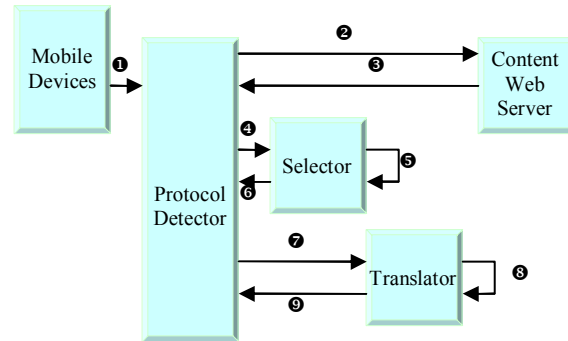 Mobile
Devices
❶
❷
❸
Content
Web
Server
❹
Selector
❺
❻
Protocol
Detector
❼
Translator
❽
❾